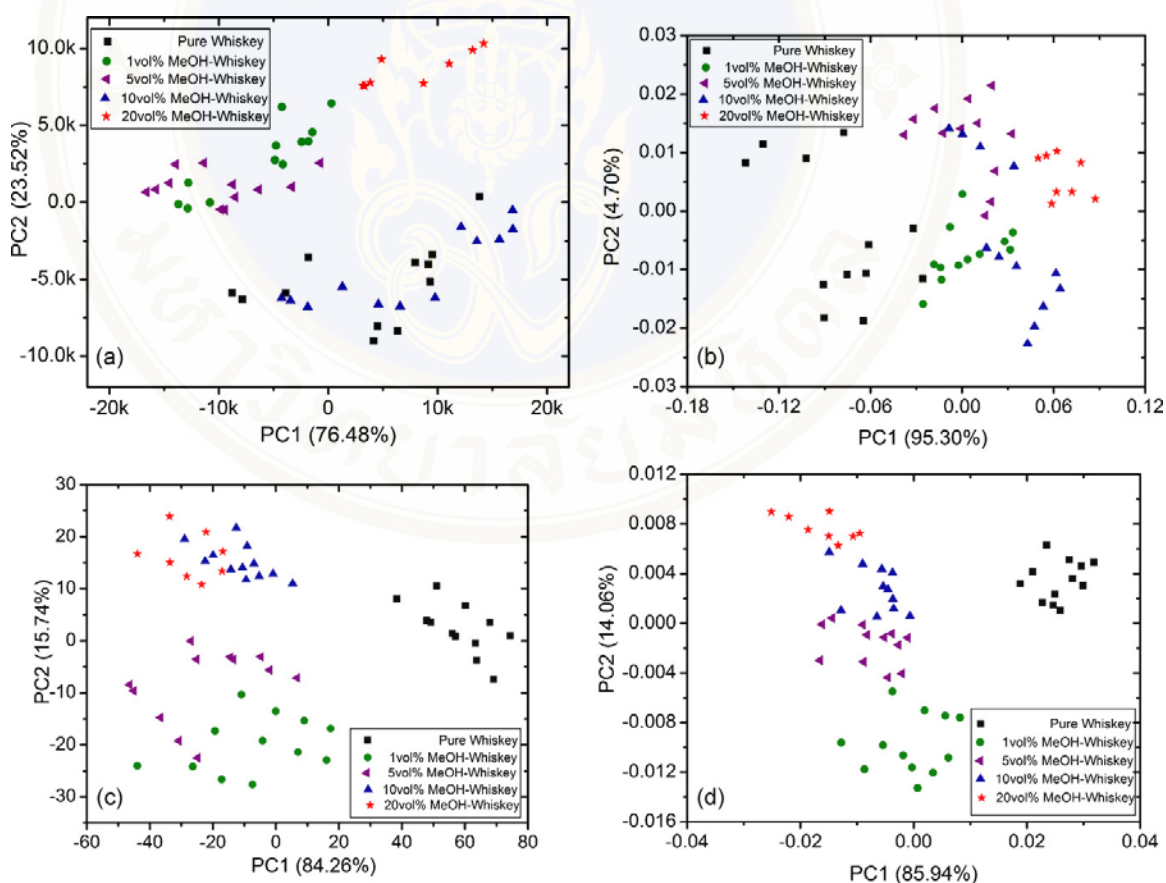 10.0k
5.0k
0.0
-5.0k
-10.0k
PC2 (23.52%)
Pure Whiskey
1vol% MeOH-Whiskey
5vol% MeOH-Whiskey
10vol% MeOH-Whiskey
20vol% MeOH-Whiskey
(a)
-20k -10k 0 10k 20k
PC1 (76.48%)
0.03
0.02
0.01
0.00
-0.01
-0.02
-0.03
PC2 (4.70%)
Pure Whiskey
1vol% MeOH-Whiskey
5vol% MeOH-Whiskey
10vol% MeOH-Whiskey
20vol% MeOH-Whiskey
(b)
-0.18 -0.12 -0.06 0.00 0.06 0.12
PC1 (95.30%)
30
20
10
0
-10
-20
-30
PC2 (15.74%)
Pure Whiskey
1vol% MeOH-Whiskey
5vol% MeOH-Whiskey
10vol% MeOH-Whiskey
20vol% MeOH-Whiskey
(c)
-60 -40 -20 0 20 40 60 80
PC1 (84.26%)
0.012
0.008
0.004
0.000
-0.004
-0.008
-0.012
-0.016
PC2 (14.06%)
Pure Whiskey
1vol% MeOH-Whiskey
5vol% MeOH-Whiskey
10vol% MeOH-Whiskey
20vol% MeOH-Whiskey
(d)
-0.04 -0.02 0.00 0.02 0.04
PC1 (85.94%)